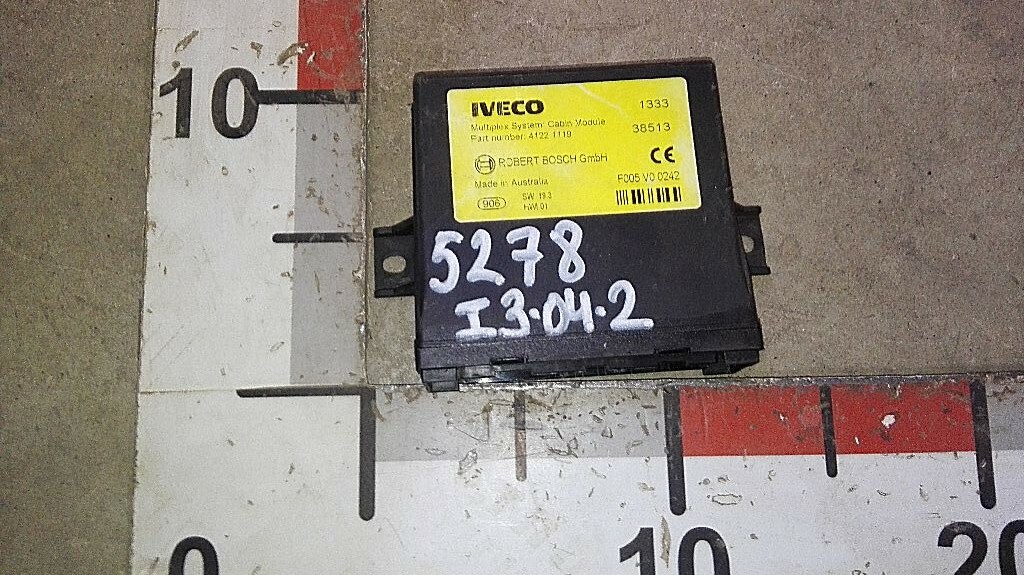 10
IVECO 1333
Multiplex System Cabin Module 38513
Part number: 4122 1119
BOSCH ROBERT BOSCH GmbH CE
Made in Australia F005 V0 0242
906 SW: 19.3
HW: 01
5278
I3.04.2
0 10 20